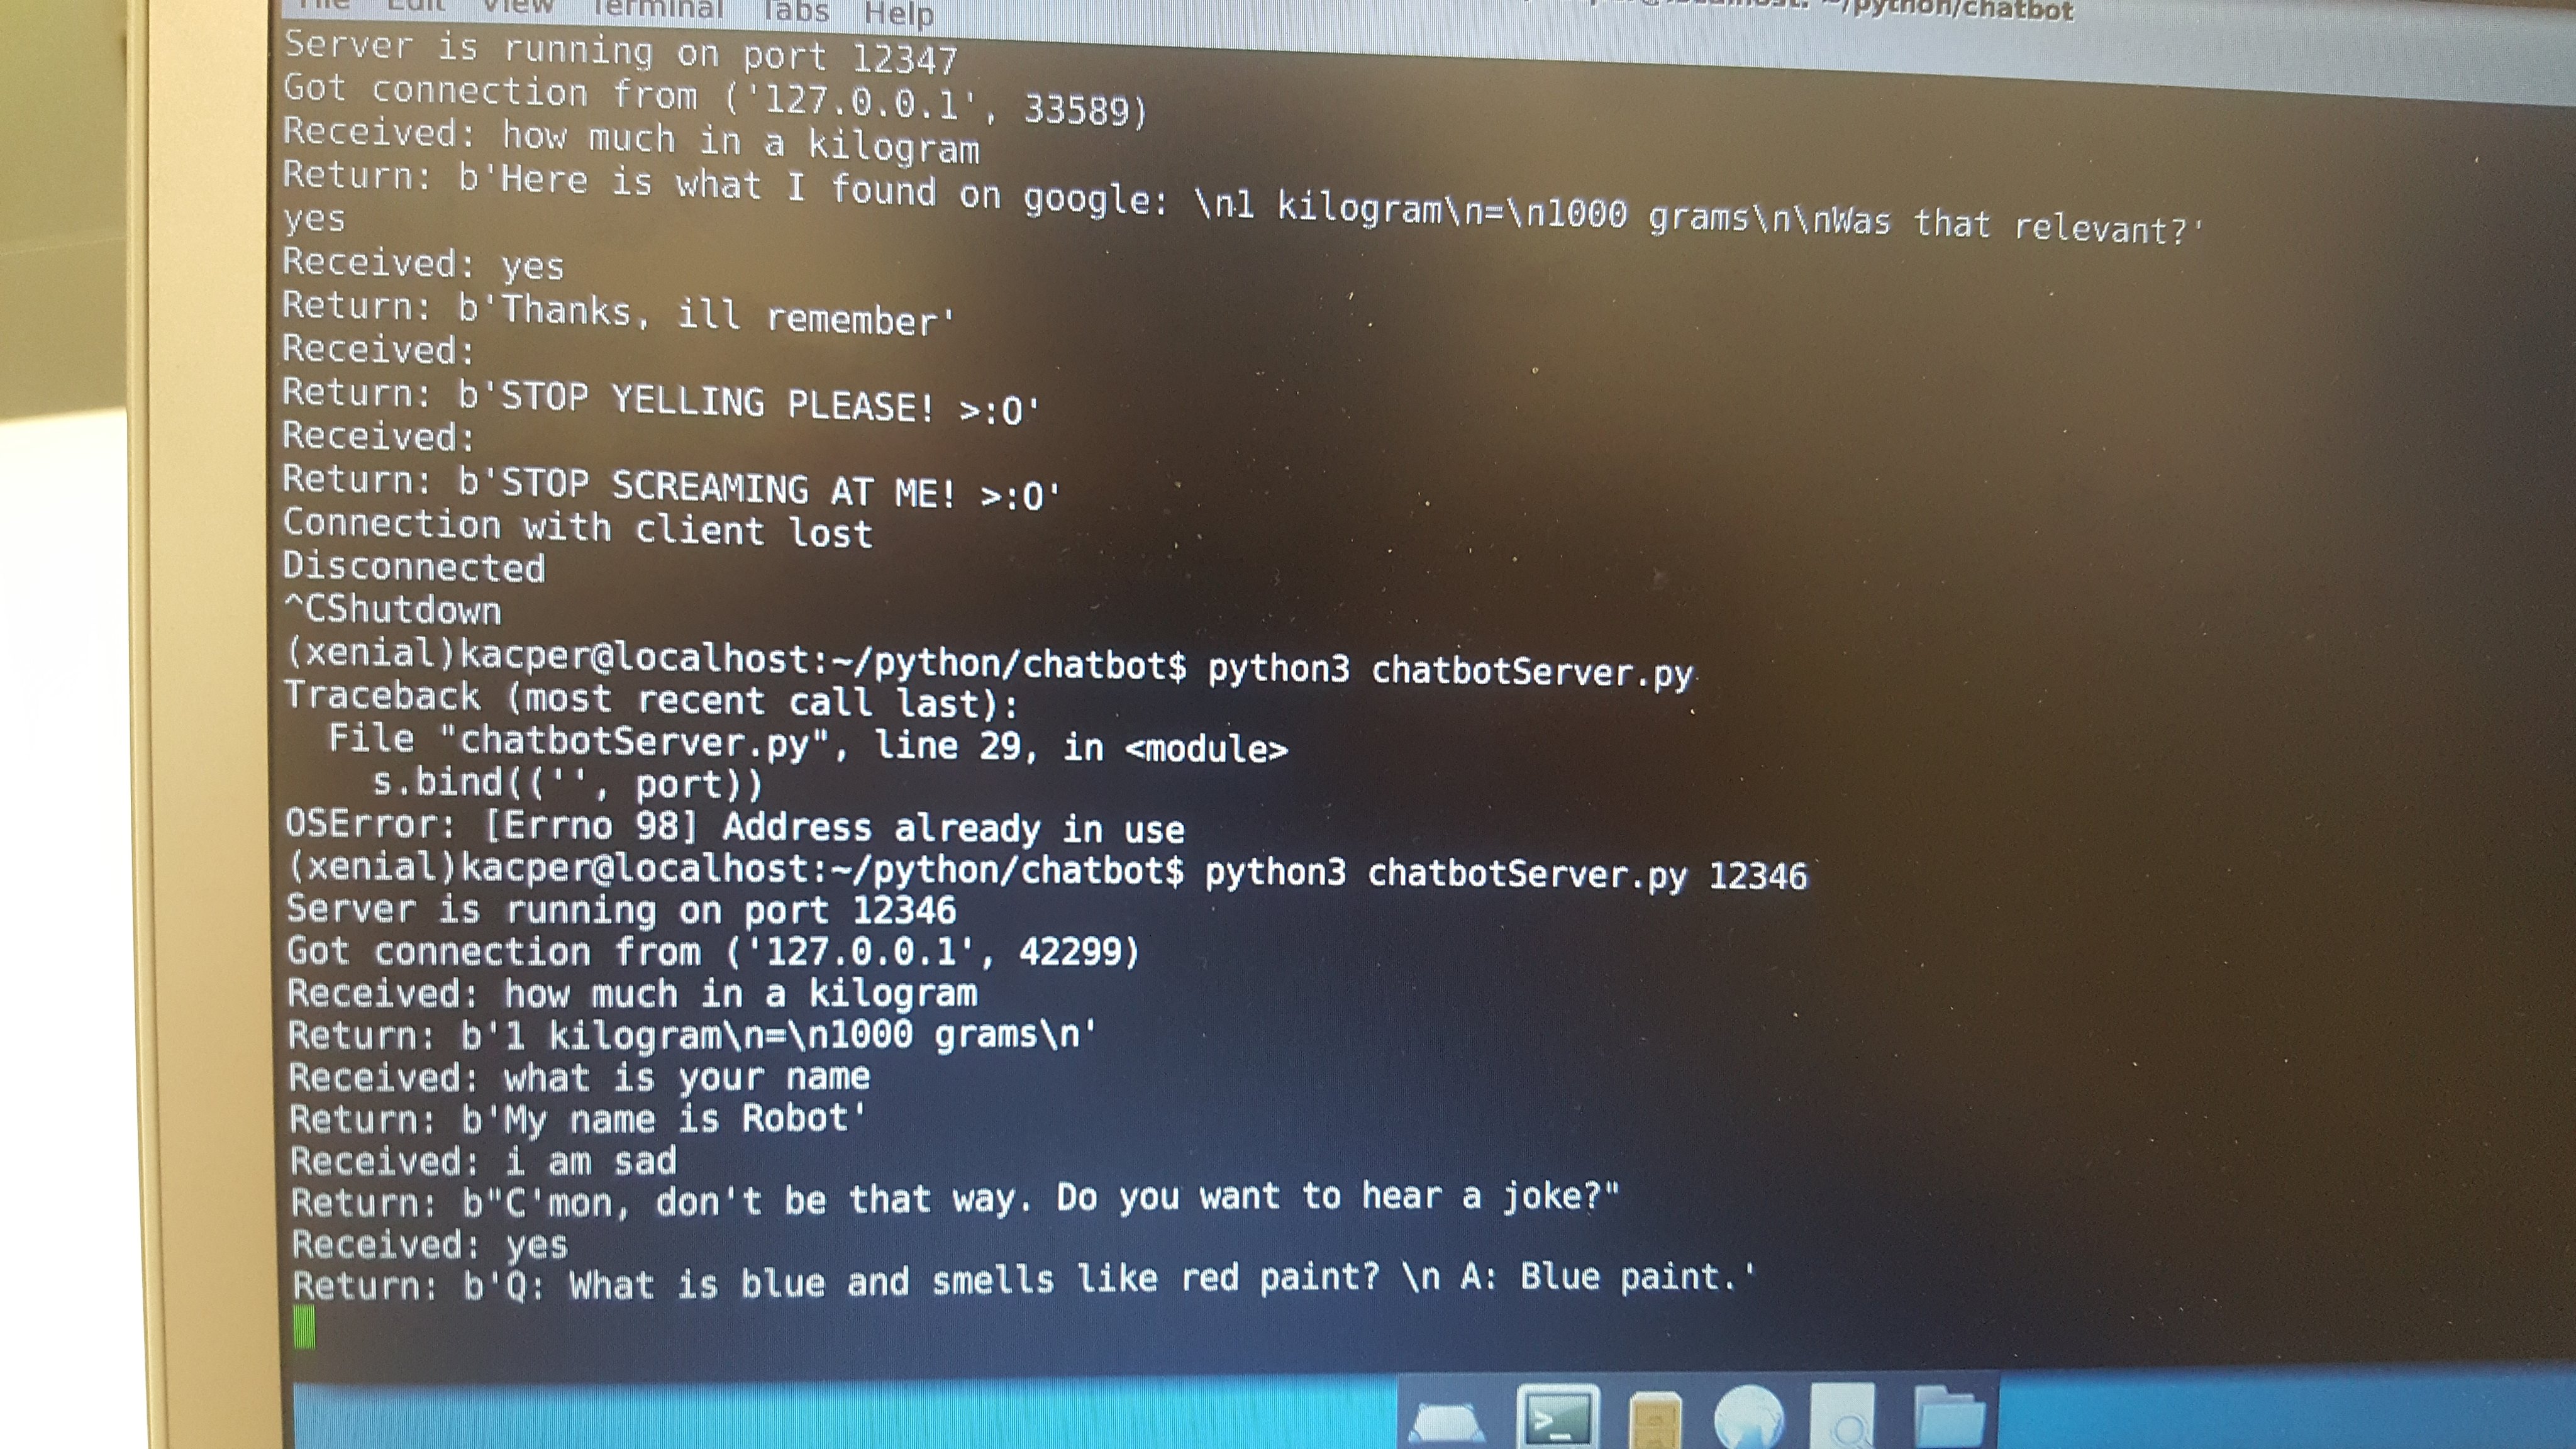 File Edit View Terminal Tabs Help
~/python/chatbot
Server is running on port 12347
Got connection from ('127.0.0.1', 33589)
Received: how much in a kilogram
Return: b'Here is what I found on google: \n1 kilogram\n=\n1000 grams\n\nWas that relevant?'
yes
Received: yes
Return: b'Thanks, ill remember'
Received:
Return: b'STOP YELLING PLEASE! >:O'
Received:
Return: b'STOP SCREAMING AT ME! >:O'
Connection with client lost
Disconnected
^CShutdown
(xenial)kacper@localhost:~/python/chatbot$ python3 chatbotServer.py
Traceback (most recent call last):
  File "chatbotServer.py", line 29, in <module>
    s.bind(('', port))
OSError: [Errno 98] Address already in use
(xenial)kacper@localhost:~/python/chatbot$ python3 chatbotServer.py 12346
Server is running on port 12346
Got connection from ('127.0.0.1', 42299)
Received: how much in a kilogram
Return: b'1 kilogram\n=\n1000 grams\n'
Received: what is your name
Return: b'My name is Robot'
Received: i am sad
Return: b"C'mon, don't be that way. Do you want to hear a joke?"
Received: yes
Return: b'Q: What is blue and smells like red paint? \n A: Blue paint.'